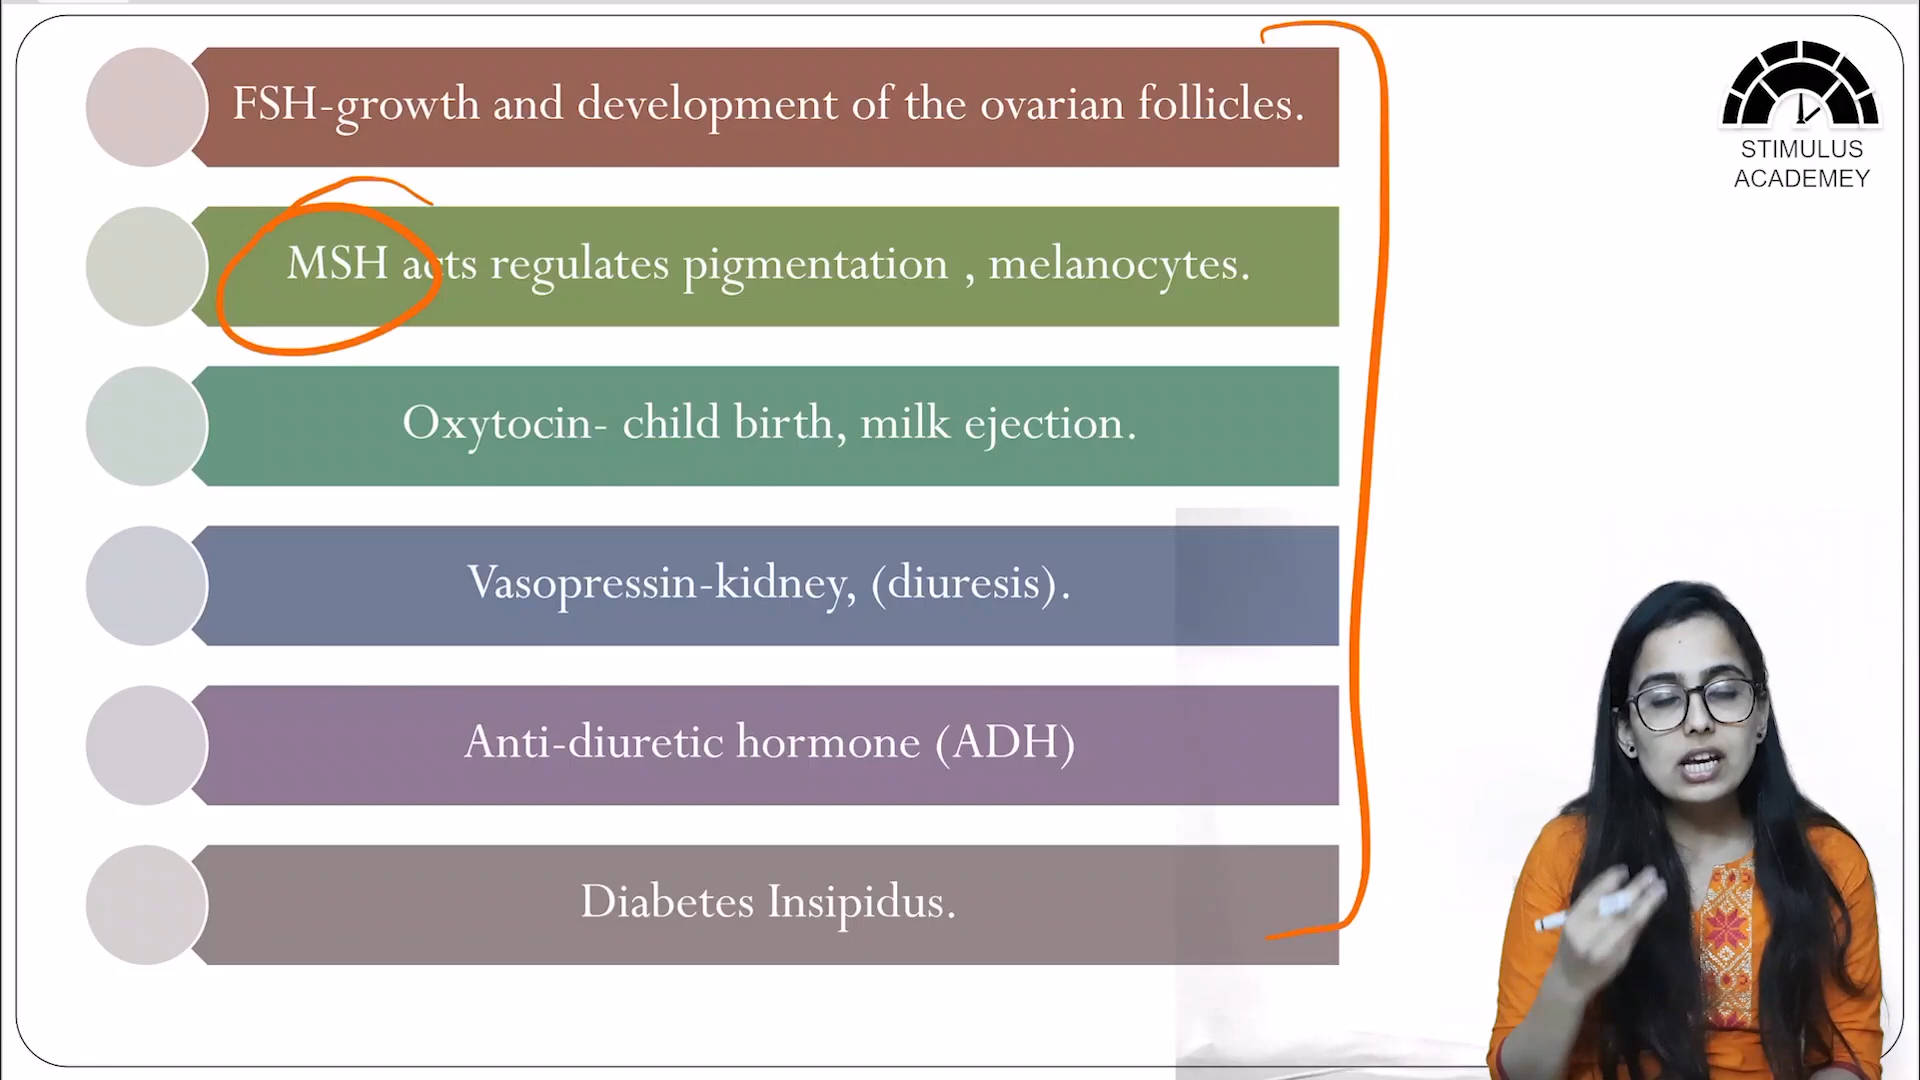 FSH-growth and development of the ovarian follicles.
MSH acts regulates pigmentation , melanocytes.
Oxytocin- child birth, milk ejection.
Vasopressin-kidney, (diuresis).
Anti-diuretic hormone (ADH)
Diabetes Insipidus.
STIMULUS
ACADEMEY